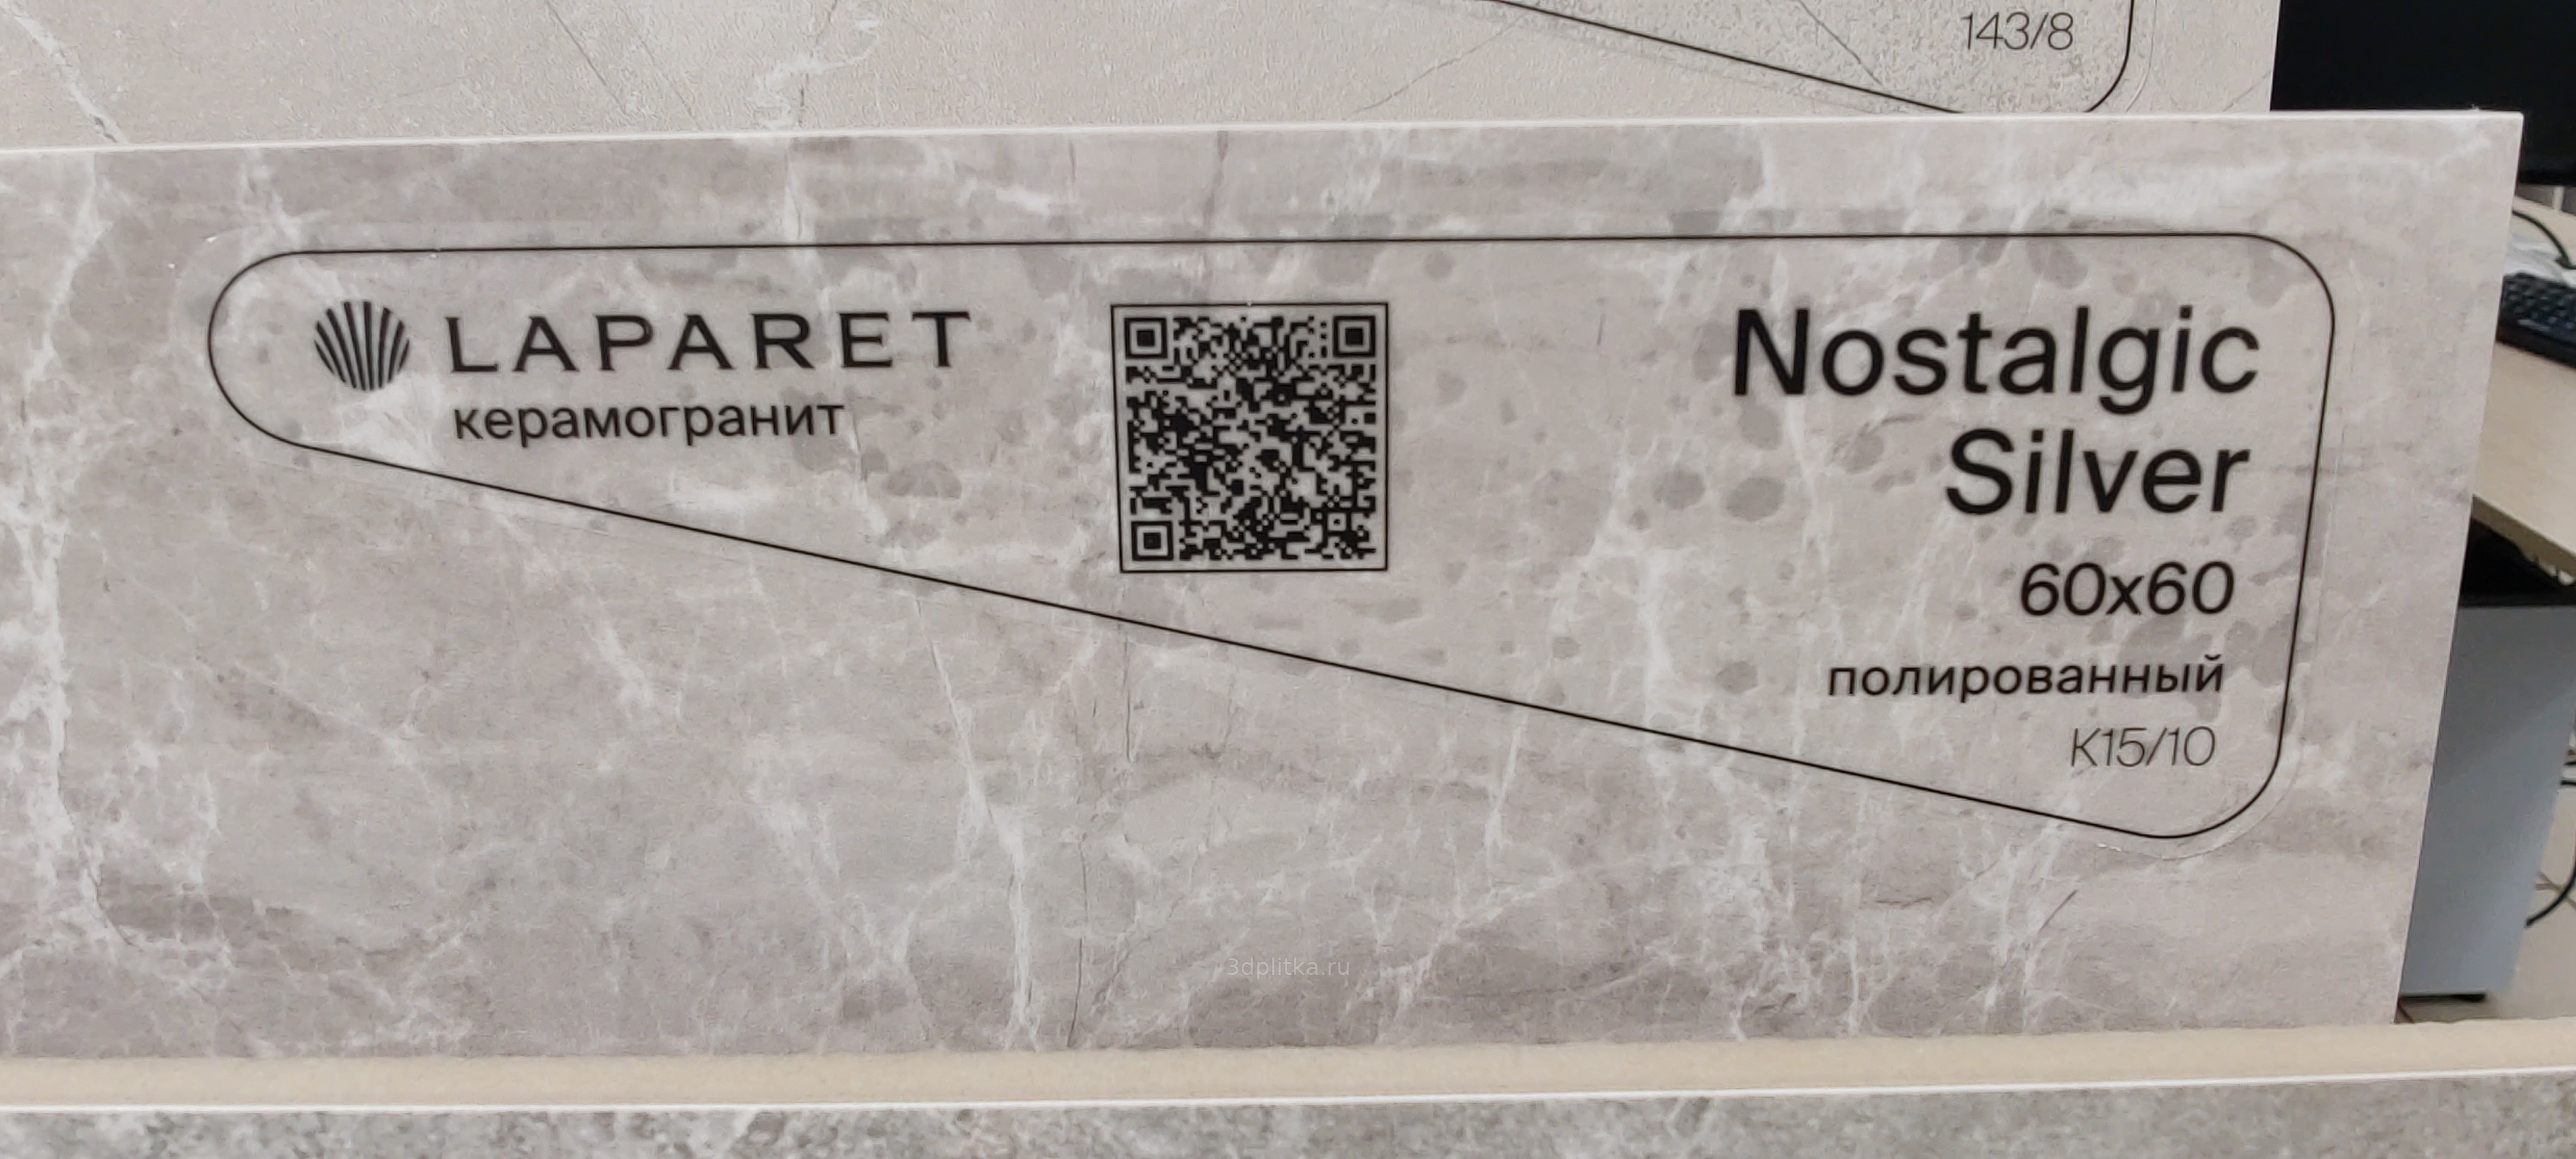 143/8
LAPARET
керамогранит
Nostalgic
Silver
60x60
полированный
K15/10
3dplitka.ru